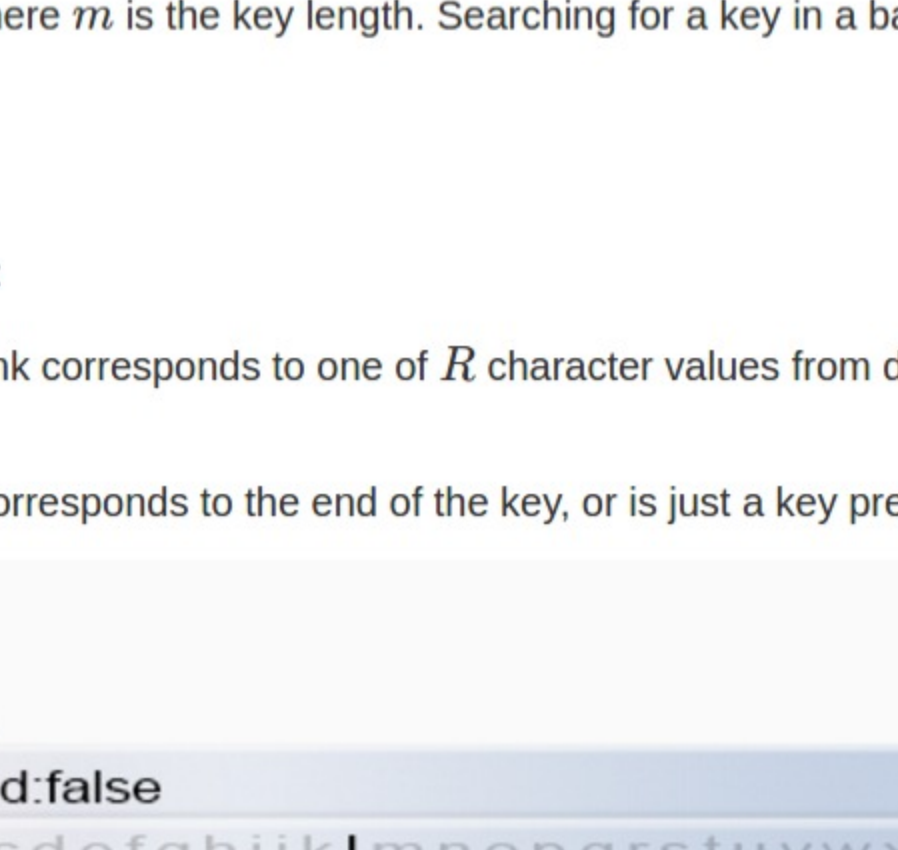 ere m is the key length. Searching for a key in a ba
nk corresponds to one of R character values from d
orresponds to the end of the key, or is just a key pre
d:false
c d e f g h i j k l m n o p q r s t u v w x